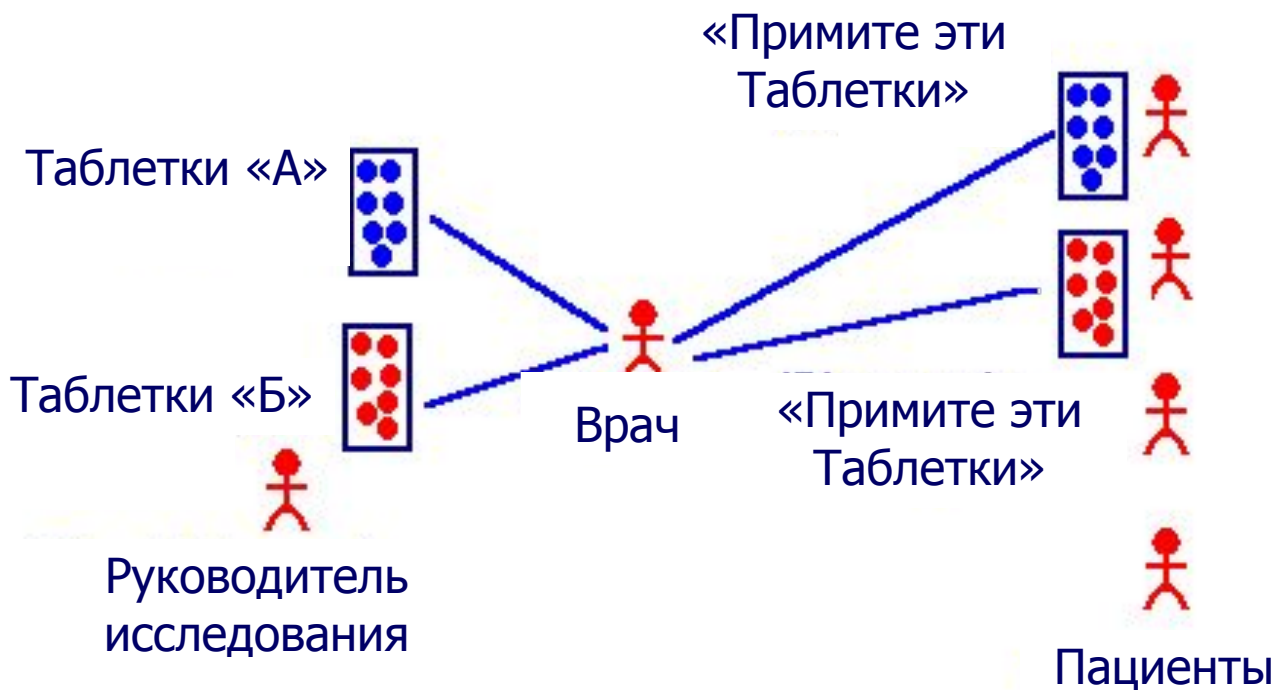 «Примите эти
Таблетки»
Таблетки «А»
Таблетки «Б»
Врач
«Примите эти
Таблетки»
Руководитель
исследования
Пациенты